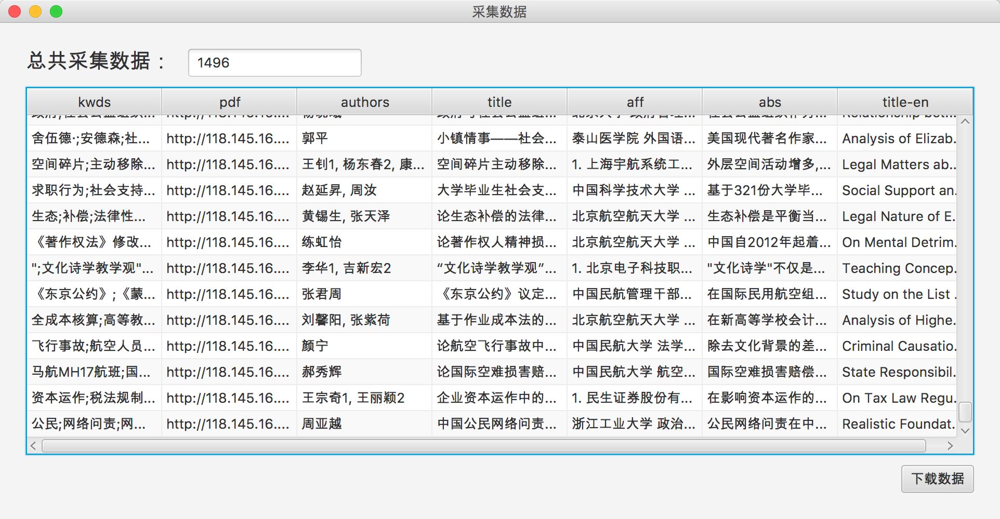 采集数据
总共采集数据： 1496
kwds pdf authors title aff abs title-en
舍伍德·;安德森;社... http://118.145.16.... 郭平 小镇情事——社会... 泰山医学院 外国语... 美国现代著名作家... Analysis of Elizab.
空间碎片;主动移除... http://118.145.16.... 王钊1, 杨东春2, 康... 空间碎片主动移除... 1. 上海宇航系统工... 外层空间活动增多,... Legal Matters ab..
求职行为;社会支持... http://118.145.16.... 赵延昇, 周汝 大学毕业生社会支... 中国科学技术大学 ... 基于321份大学毕... Social Support an.
生态;补偿;法律性... http://118.145.16.... 黄锡生, 张天泽 论生态补偿的法律... 北京航空航天大学 ... 生态补偿是平衡当... Legal Nature of E.
《著作权法》修改... http://118.145.16.... 练虹怡 论著作权人精神损... 北京航空航天大学 ... 中国自2012年起着... On Mental Detrim.
";文化诗学教学观"... http://118.145.16.... 李华1, 吉新宏2 “文化诗学教学观”... 1. 北京电子科技职... "文化诗学"不仅是... Teaching Concep.
《东京公约》;《蒙... http://118.145.16.... 张君周 《东京公约》议定... 中国民航管理干部... 在国际民用航空组... Study on the List .
全成本核算;高等教... http://118.145.16.... 刘馨阳, 张紫荷 基于作业成本法的... 北京航空航天大学 ... 在新高等学校会计... Analysis of Highe.
飞行事故;航空人员... http://118.145.16.... 颜宁 论航空飞行事故中... 中国民航大学 法学... 除去文化背景的差... Criminal Causatio.
马航MH17航班;国... http://118.145.16.... 郝秀辉 论国际空难损害赔... 中国民航大学 航空... 国际空难损害赔偿... State Responsibil.
资本运作;税法规制... http://118.145.16.... 王宗奇1, 王丽颖2 企业资本运作中的... 1. 民生证券股份有... 在影响资本运作的... On Tax Law Regu.
公民;网络问责;网... http://118.145.16.... 周亚越 中国公民网络问责... 浙江工业大学 政治... 公民网络问责在中... Realistic Foundat.
下载数据